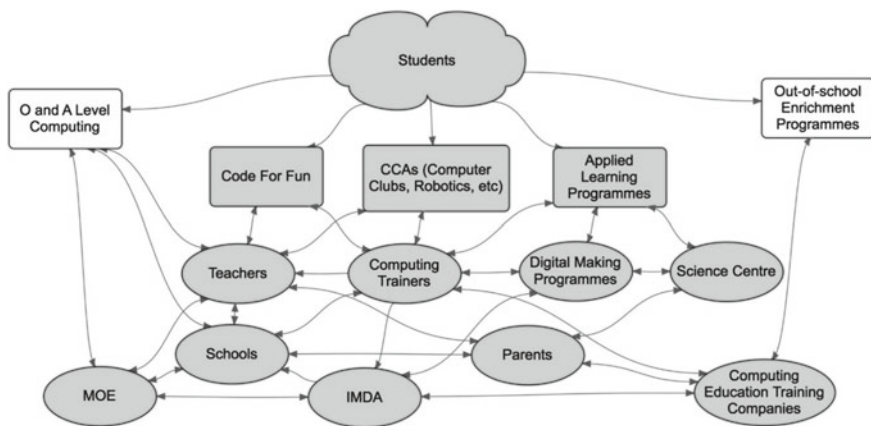 Students
O and A Level
Computing
Out-of-school
Enrichment
Programmes
Code For Fun
CCAs (Computer
Clubs, Robotics, etc)
Applied
Learning
Programmes
Teachers
Computing
Trainers
Digital Making
Programmes
Science Centre
Schools
Parents
MOE
IMDA
Computing
Education Training
Companies